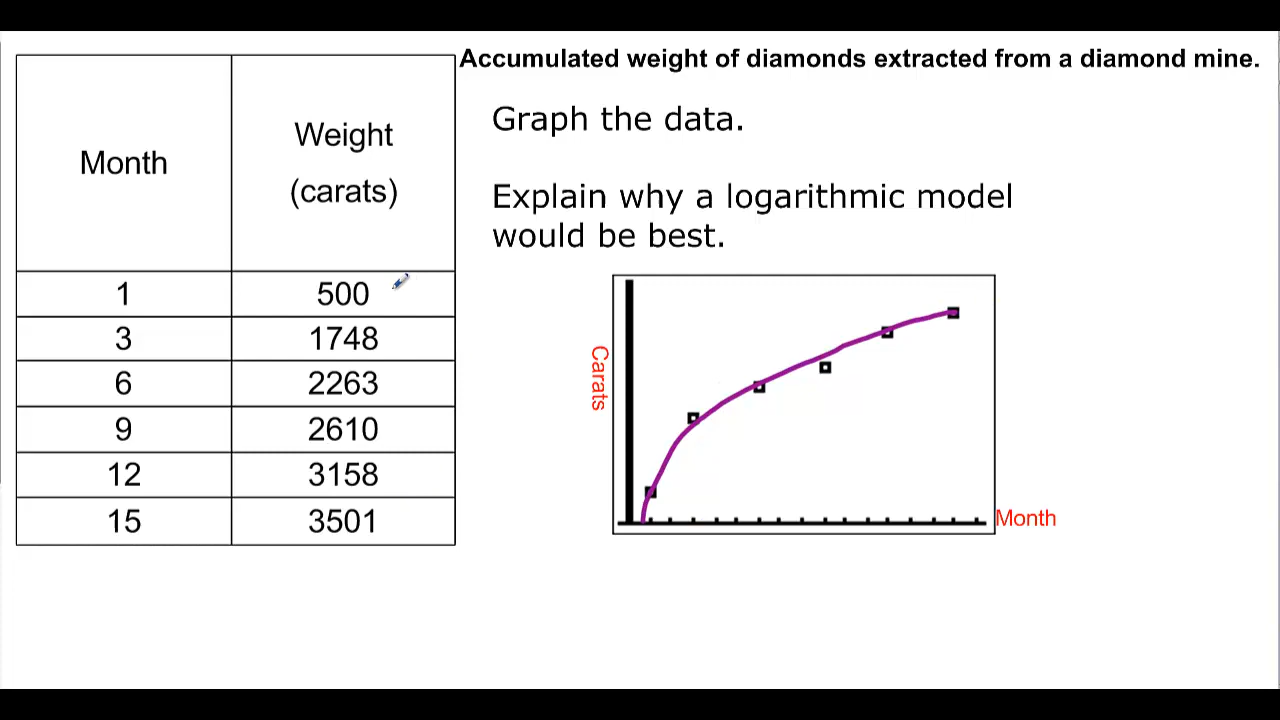 Accumulated weight of diamonds extracted from a diamond mine.
Month
Weight
(carats)
1 500
3 1748
6 2263
9 2610
12 3158
15 3501
Graph the data.
Explain why a logarithmic model
would be best.
Carats
Month